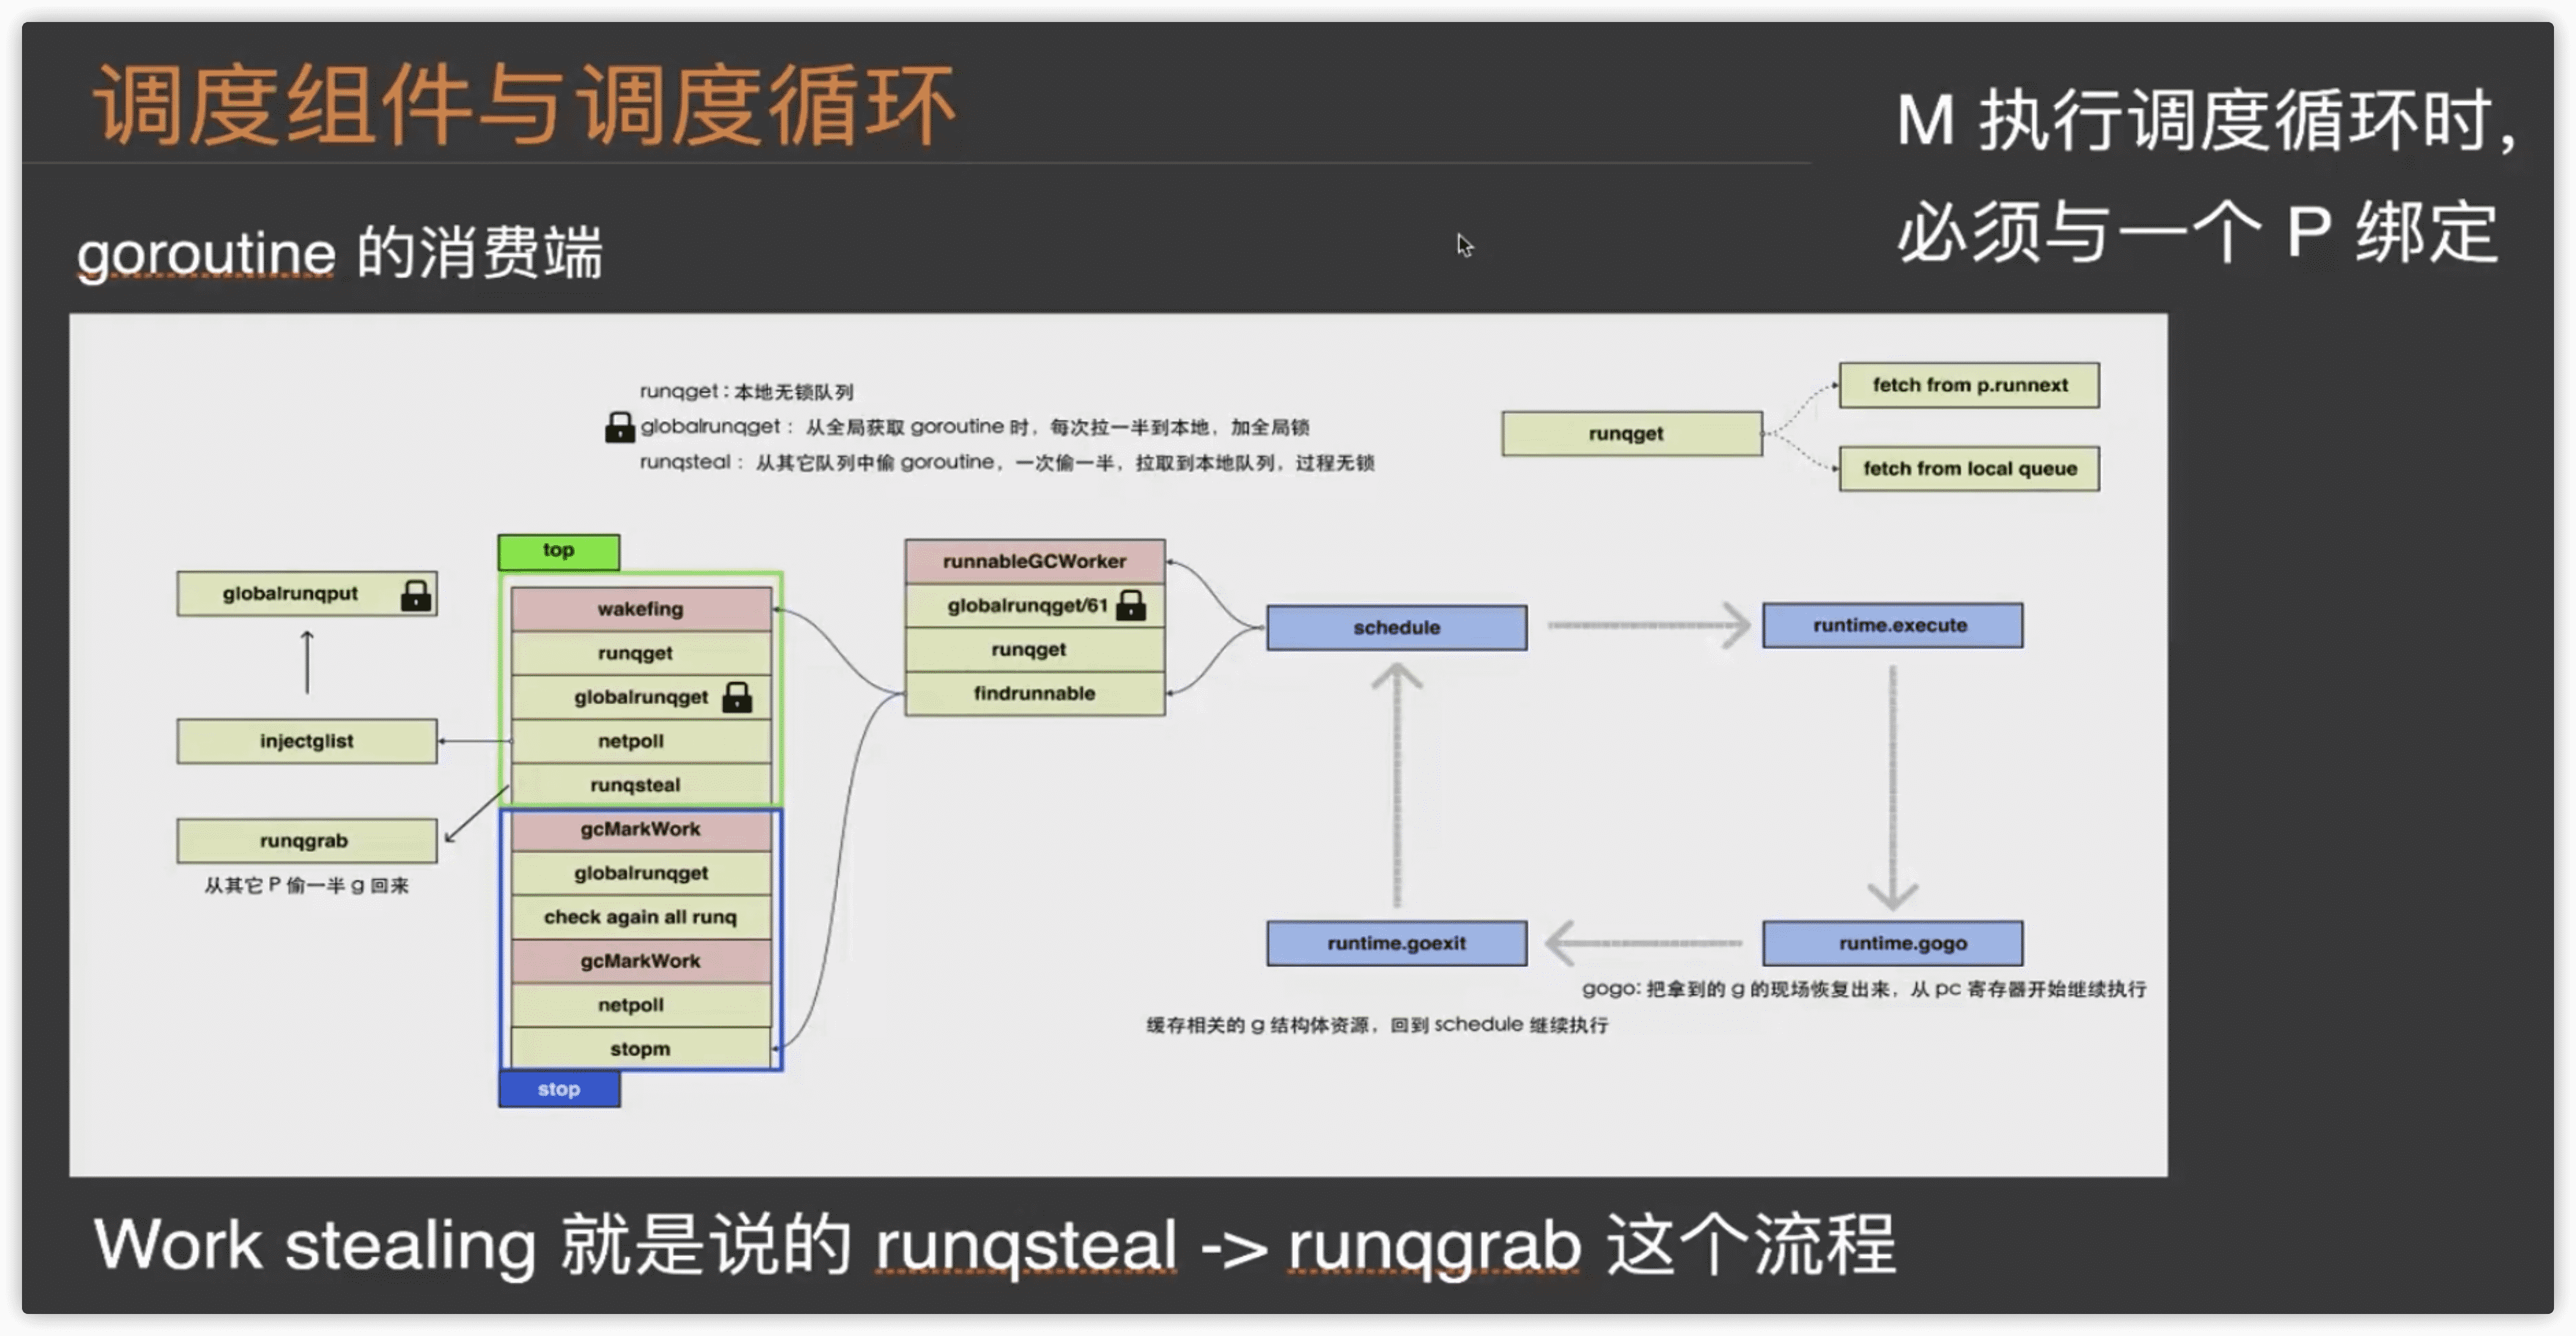 调度组件与调度循环
M 执行调度循环时，
必须与一个 P 绑定
goroutine 的消费端
runqget：本地无锁队列
globalrunqget： 从全局获取 goroutine 时，每次拉一半到本地，加全局锁
runqsteal： 从其它队列中偷 goroutine，一次偷一半，拉取到本地队列，过程无锁
runqget
fetch from p.runnext
fetch from local queue
globalrunqput
injectglist
runqgrab
从其它 P 偷一半 g 回来
top
wakefing
runqget
globalrunqget
netpoll
runqsteal
gcMarkWork
globalrunqget
check again all runq
gcMarkWork
netpoll
stopm
stop
runnableGCWorker
globalrunqget/61
runqget
findrunnable
schedule
runtime.execute
runtime.goexit
runtime.gogo
gogo: 把拿到的 g 的现场恢复出来，从 pc 寄存器开始继续执行
缓存相关的 g 结构体资源，回到 schedule 继续执行
Work stealing 就是说的 runqsteal -> runqgrab 这个流程